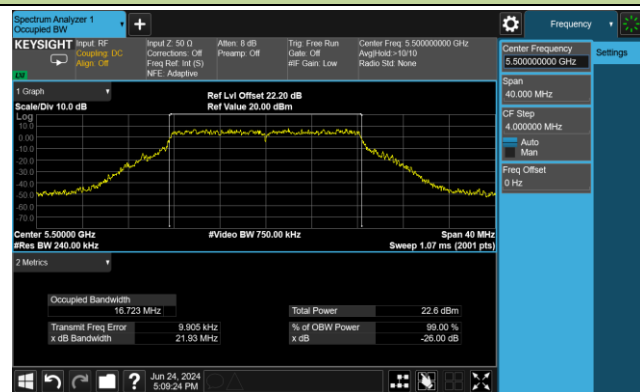 Spectrum Analyzer 1
Occupied BW
Frequency
KEYSIGHT
Input: RF
Coupling: DC
Align: Off
Input Z: 50 Ω
Corrections: Off
Freq Ref: Int (S)
NFE: Adaptive
Atten: 8 dB
Preamp: Off
Trig: Free Run
Gate: Off
#IF Gain: Low
Center Freq: 5.500000000 GHz
Avg|Hold:>10/10
Radio Std: None
LW
Center Frequency
5.500000000 GHz
Settings
Span
40.000 MHz
CF Step
4.000000 MHz
Auto
Man
Freq Offset
0 Hz
1 Graph
Scale/Div 10.0 dB
Ref Lvl Offset 22.20 dB
Ref Value 20.00 dBm
Log
10.0
0.00
-10.0
-20.0
-30.0
-40.0
-50.0
-60.0
-70.0
Center 5.50000 GHz
#Res BW 240.00 kHz
#Video BW 750.00 kHz
Span 40 MHz
Sweep 1.07 ms (2001 pts)
2 Metrics
Occupied Bandwidth
16.723 MHz
Total Power 22.6 dBm
Transmit Freq Error 9.905 kHz
% of OBW Power 99.00 %
x dB Bandwidth 21.93 MHz
x dB -26.00 dB
?
Jun 24, 2024
5:09:24 PM